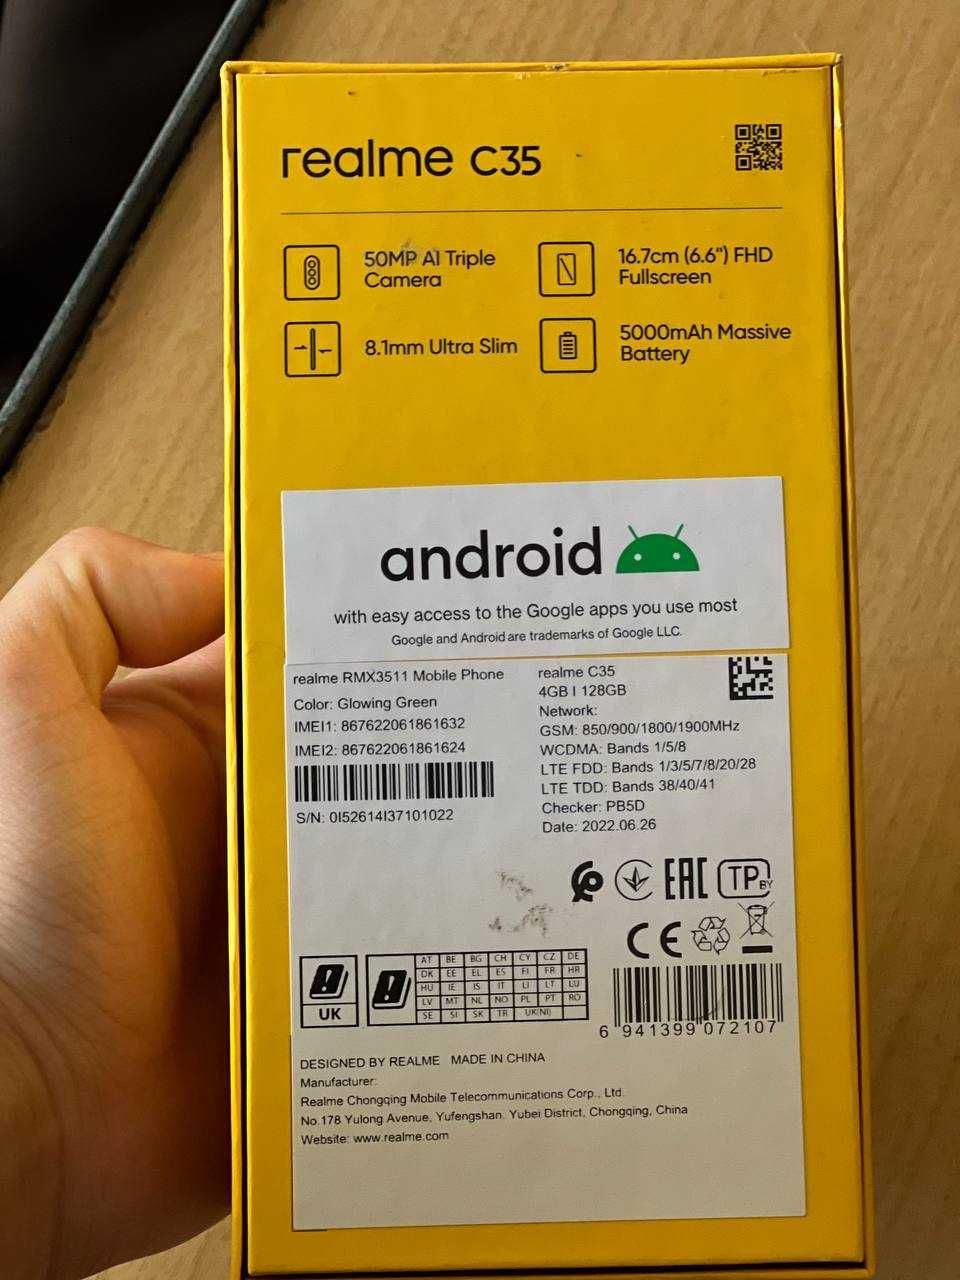 realme C35
50MP AI Triple
Camera
16.7cm (6.6") FHD
Fullscreen
8.1mm Ultra Slim
5000mAh Massive
Battery
android
with easy access to the Google apps you use most
Google and Android are trademarks of Google LLC.
realme RMX3511 Mobile Phone
Color: Glowing Green
IMEI1: 867622061861632
IMEI2: 867622061861624
S/N: 0I52614I37101022
realme C35
4GB I 128GB
Network:
GSM: 850/900/1800/1900MHz
WCDMA: Bands 1/5/8
LTE FDD: Bands 1/3/5/7/8/20/28
LTE TDD: Bands 38/40/41
Checker: PB5D
Date: 2022.06.26
EAC TP BY
CE
UK
AT BE BG CH CY CZ DE
DK EE EL ES FI FR HR
HU IE IS IT LI LT LU
LV MT NL NO PL PT RO
SE SI SK TR UK(NI)
6 941399 072107
DESIGNED BY REALME MADE IN CHINA
Manufacturer:
Realme Chongqing Mobile Telecommunications Corp., Ltd.
No.178 Yulong Avenue, Yufengshan. Yubei District, Chongqing, China
Website: www.realme.com